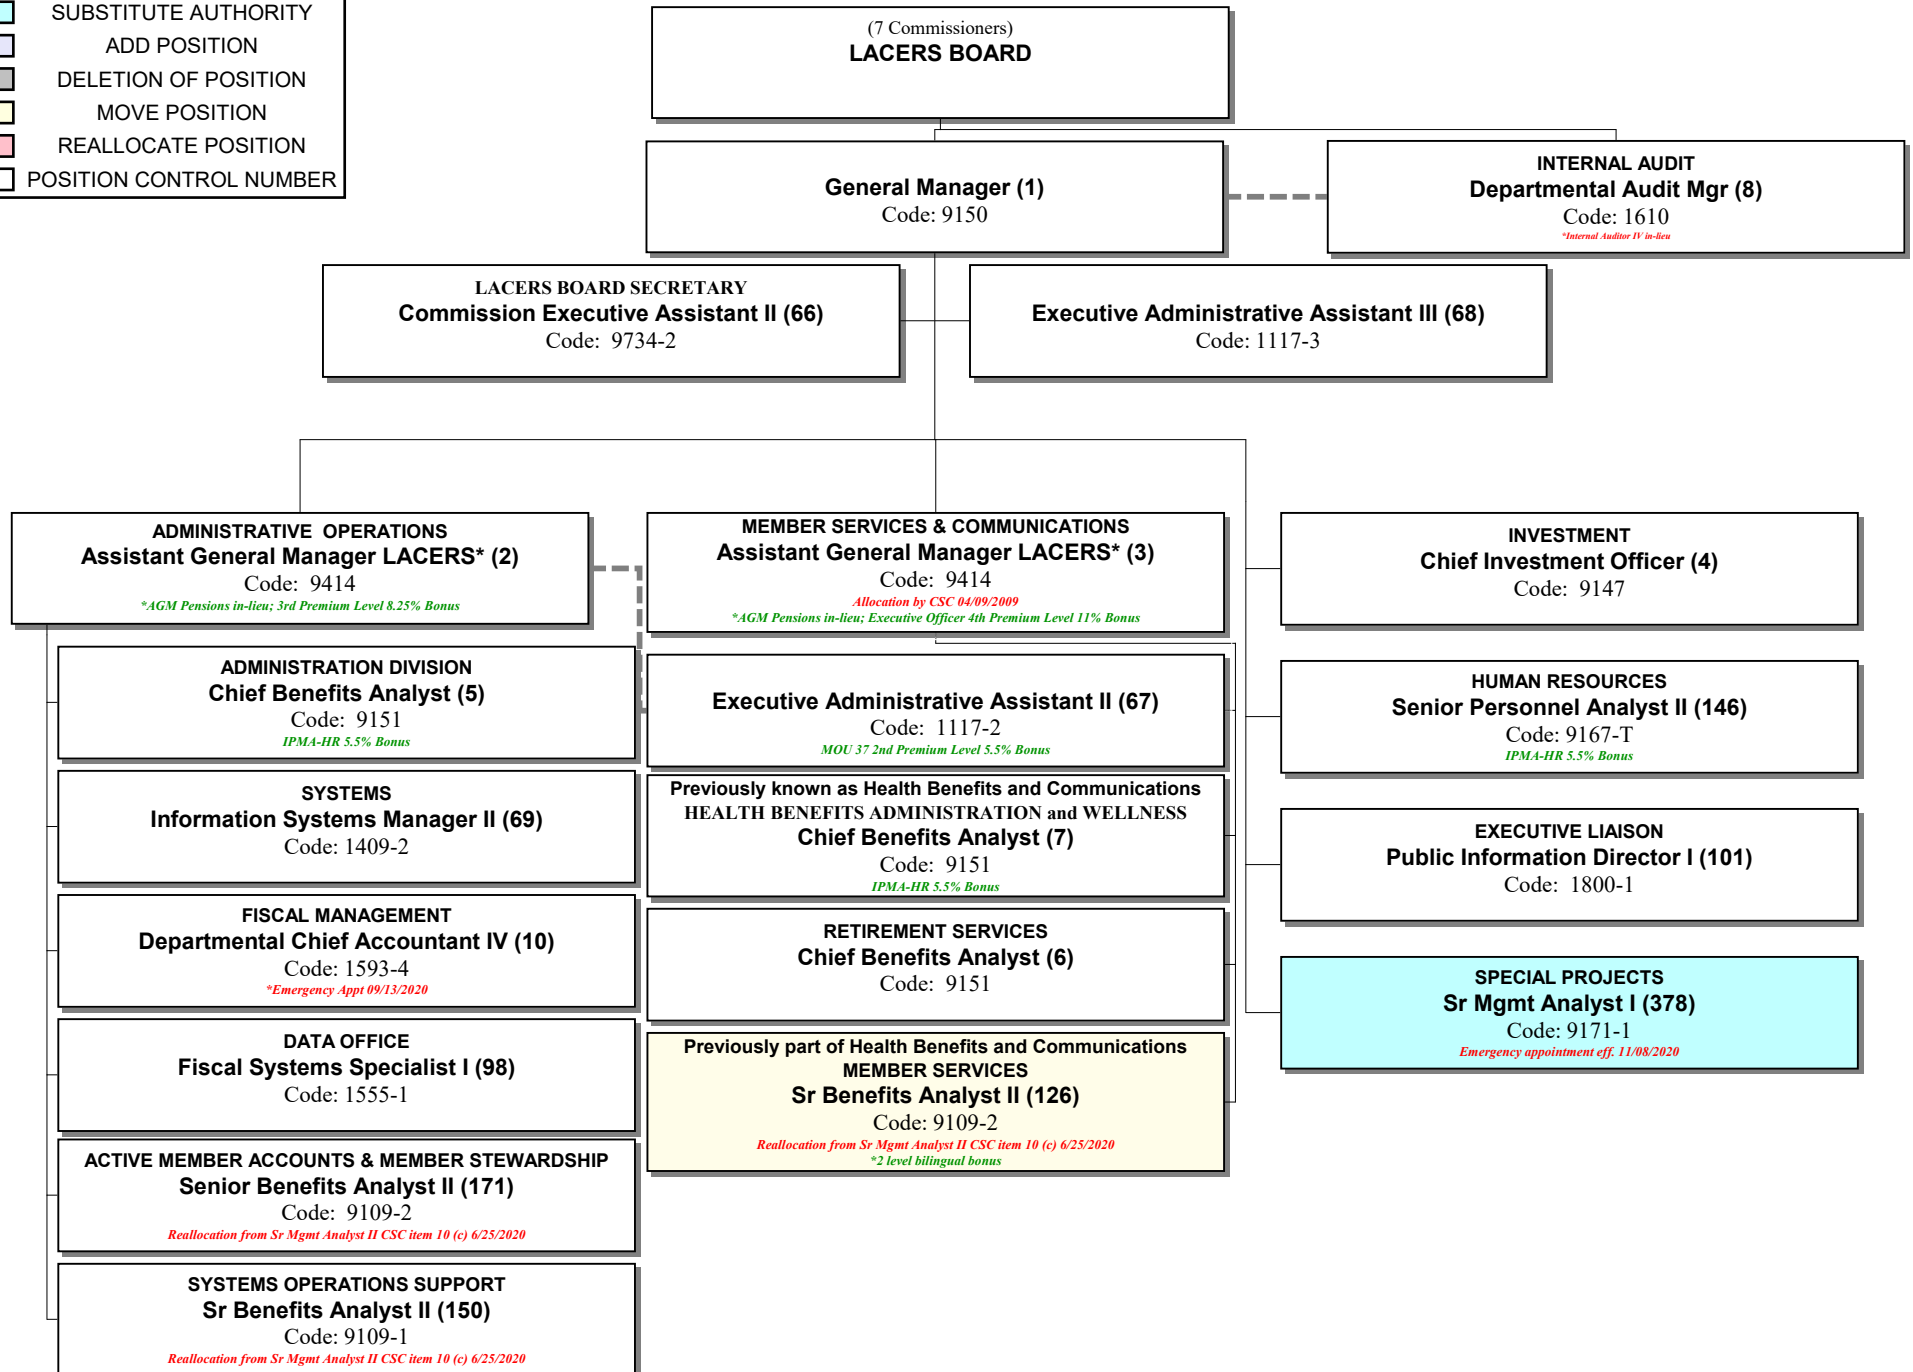 SUBSTITUTE AUTHORITY
ADD POSITION
DELETION OF POSITION
MOVE POSITION
REALLOCATE POSITION
POSITION CONTROL NUMBER
(7 Commissioners)
LACERS BOARD
General Manager (1)
Code: 9150
INTERNAL AUDIT
Departmental Audit Mgr (8)
Code: 1610
*Internal Auditor IV in-lieu
LACERS BOARD SECRETARY
Commission Executive Assistant II (66)
Code: 9734-2
Executive Administrative Assistant III (68)
Code: 1117-3
ADMINISTRATIVE OPERATIONS
Assistant General Manager LACERS* (2)
Code: 9414
*AGM Pensions in-lieu; 3rd Premium Level 8.25% Bonus
ADMINISTRATION DIVISION
Chief Benefits Analyst (5)
Code: 9151
IPMA-HR 5.5% Bonus
SYSTEMS
Information Systems Manager II (69)
Code: 1409-2
FISCAL MANAGEMENT
Departmental Chief Accountant IV (10)
Code: 1593-4
*Emergency Appt 09/13/2020
DATA OFFICE
Fiscal Systems Specialist I (98)
Code: 1555-1
ACTIVE MEMBER ACCOUNTS & MEMBER STEWARDSHIP
Senior Benefits Analyst II (171)
Code: 9109-2
Reallocation from Sr Mgmt Analyst II CSC item 10 (c) 6/25/2020
SYSTEMS OPERATIONS SUPPORT
Sr Benefits Analyst II (150)
Code: 9109-1
Reallocation from Sr Mgmt Analyst II CSC item 10 (c) 6/25/2020
MEMBER SERVICES & COMMUNICATIONS
Assistant General Manager LACERS* (3)
Code: 9414
Allocation by CSC 04/09/2009
*AGM Pensions in-lieu; Executive Officer 4th Premium Level 11% Bonus
Executive Administrative Assistant II (67)
Code: 1117-2
MOU 37 2nd Premium Level 5.5% Bonus
Previously known as Health Benefits and Communications
HEALTH BENEFITS ADMINISTRATION and WELLNESS
Chief Benefits Analyst (7)
Code: 9151
IPMA-HR 5.5% Bonus
RETIREMENT SERVICES
Chief Benefits Analyst (6)
Code: 9151
Previously part of Health Benefits and Communications
MEMBER SERVICES
Sr Benefits Analyst II (126)
Code: 9109-2
Reallocation from Sr Mgmt Analyst II CSC item 10 (c) 6/25/2020
*2 level bilingual bonus
INVESTMENT
Chief Investment Officer (4)
Code: 9147
HUMAN RESOURCES
Senior Personnel Analyst II (146)
Code: 9167-T
IPMA-HR 5.5% Bonus
EXECUTIVE LIAISON
Public Information Director I (101)
Code: 1800-1
SPECIAL PROJECTS
Sr Mgmt Analyst I (378)
Code: 9171-1
Emergency appointment eff. 11/08/2020